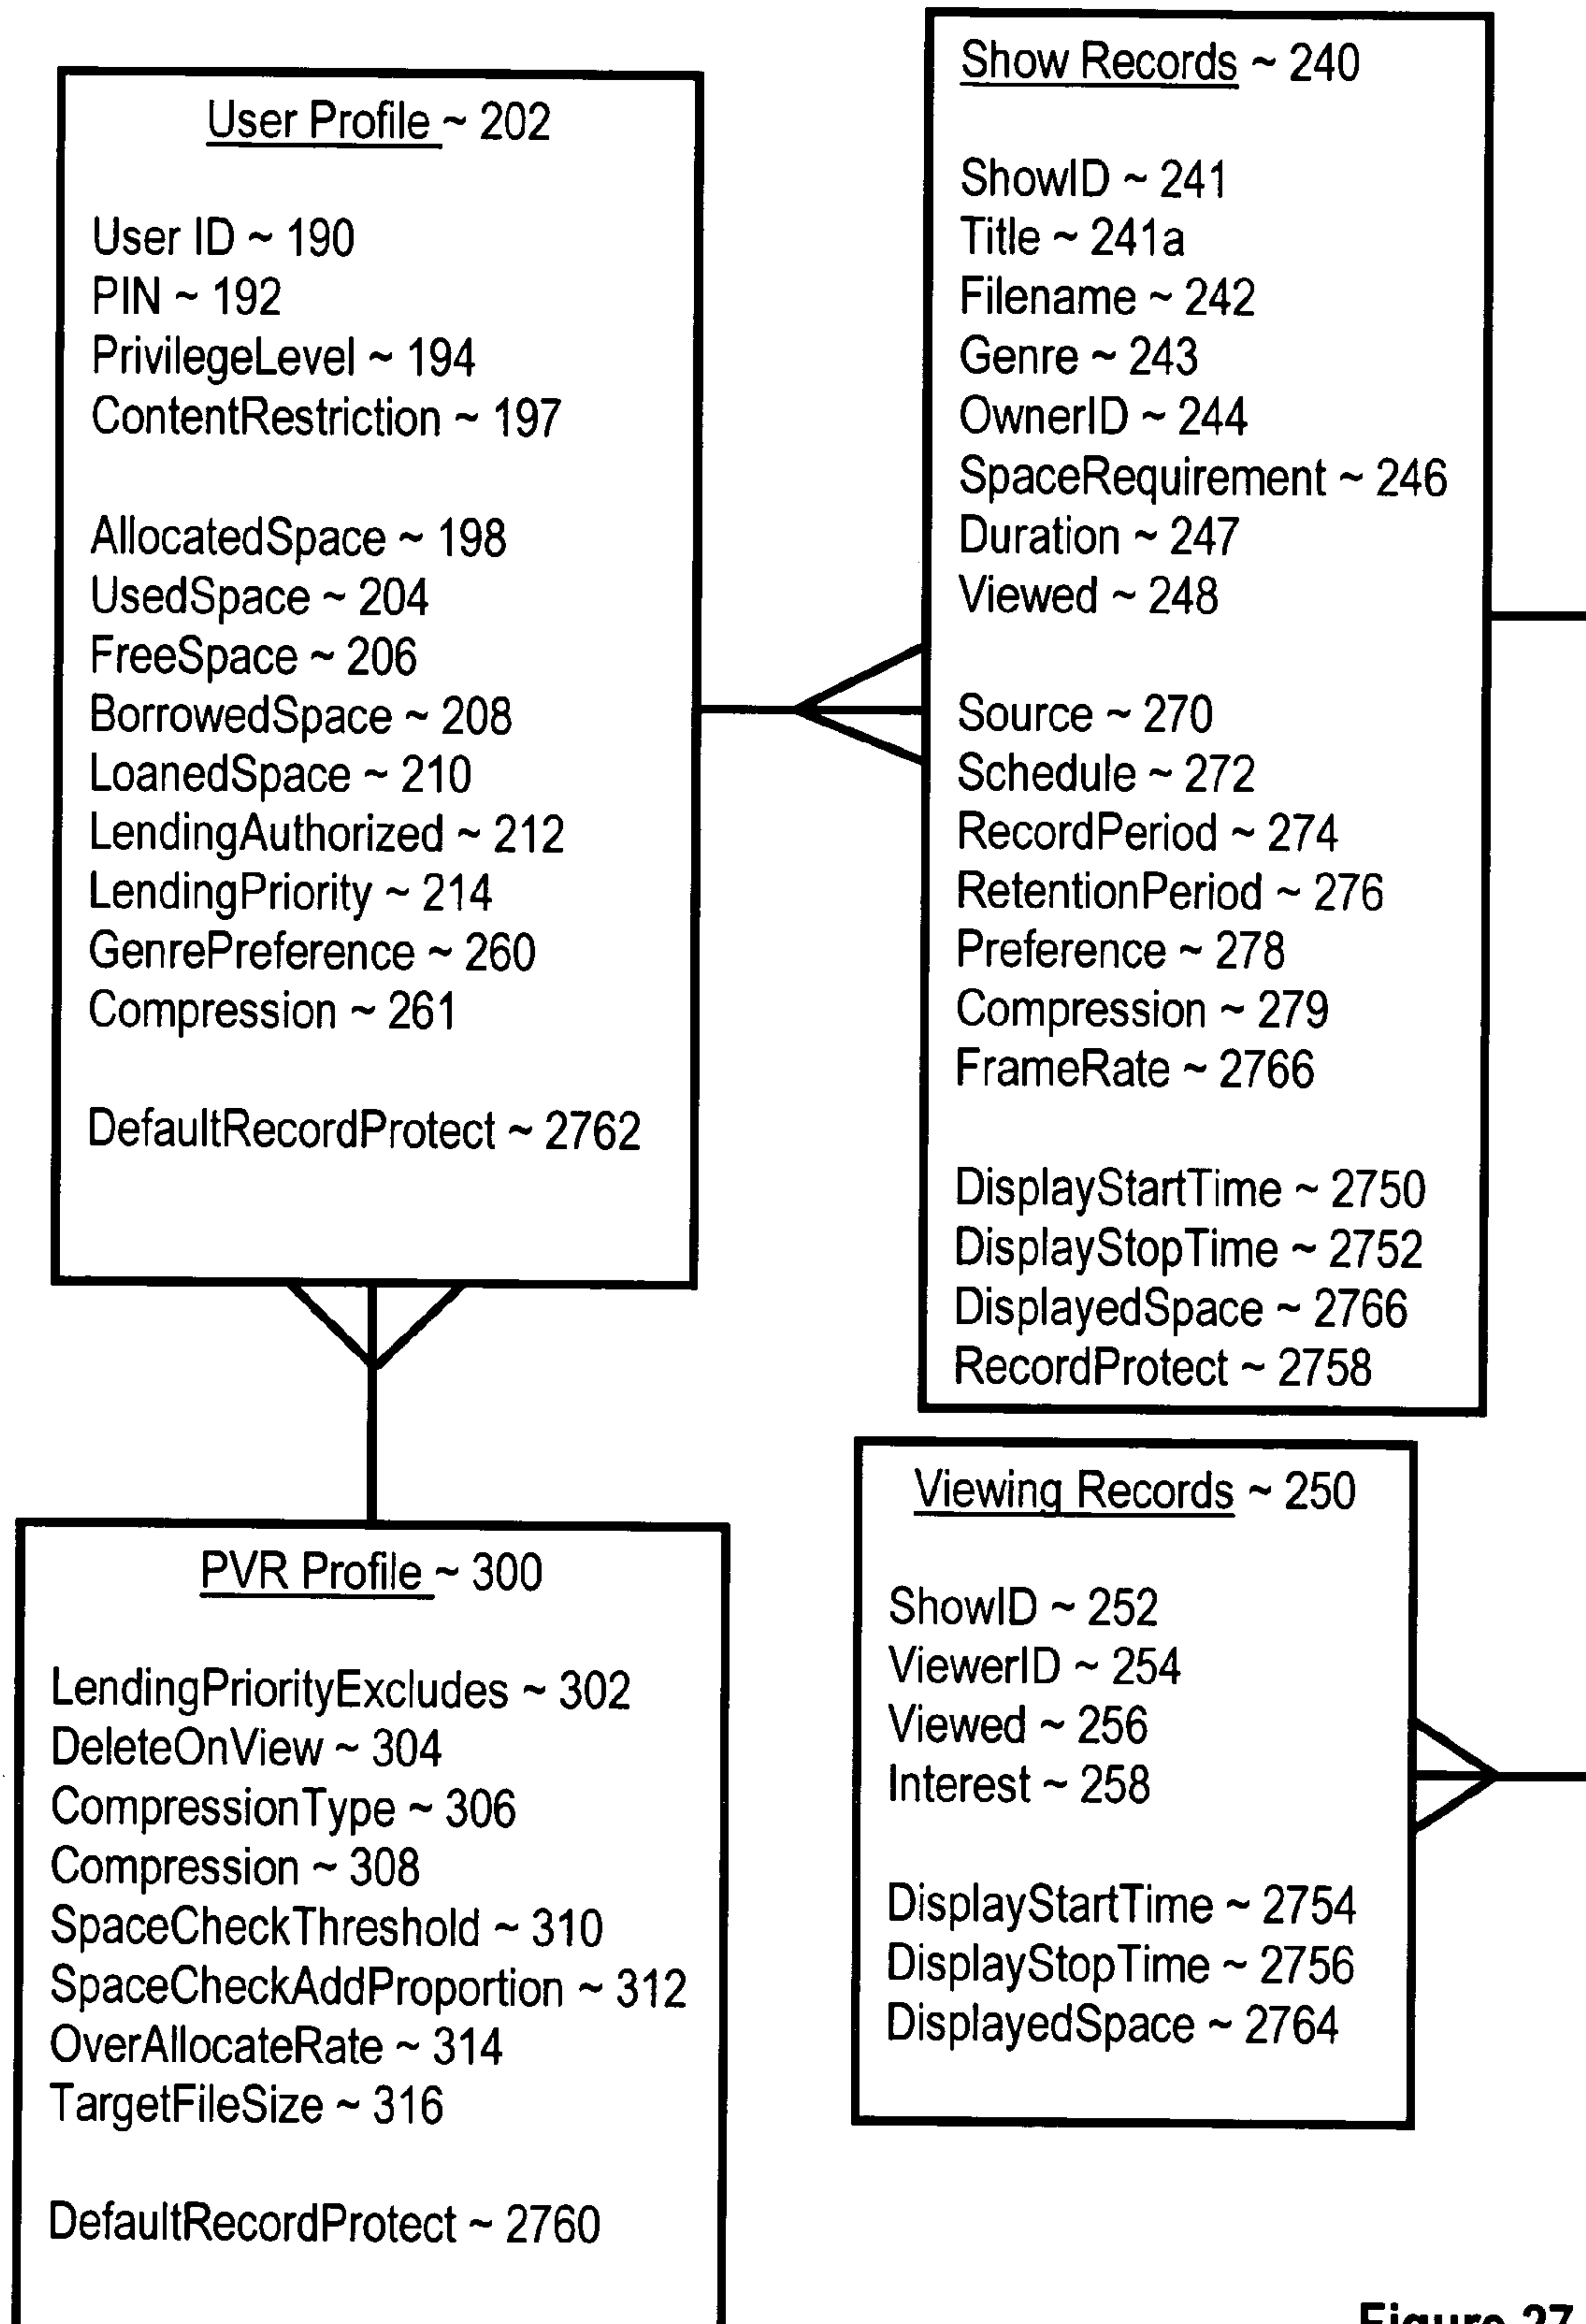 User Profile ~ 202
User ID ~ 190
PIN ~ 192
PrivilegeLevel ~ 194
ContentRestriction ~ 197
AllocatedSpace ~ 198
UsedSpace ~ 204
FreeSpace ~ 206
BorrowedSpace ~ 208
LoanedSpace ~ 210
LendingAuthorized ~ 212
LendingPriority ~ 214
GenrePreference ~ 260
Compression ~ 261
DefaultRecordProtect ~ 2762
Show Records ~ 240
ShowID ~ 241
Title ~ 241a
Filename ~ 242
Genre ~ 243
OwnerID ~ 244
SpaceRequirement ~ 246
Duration ~ 247
Viewed ~ 248
Source ~ 270
Schedule ~ 272
RecordPeriod ~ 274
RetentionPeriod ~ 276
Preference ~ 278
Compression ~ 279
FrameRate ~ 2766
DisplayStartTime ~ 2750
DisplayStopTime ~ 2752
DisplayedSpace ~ 2766
RecordProtect ~ 2758
PVR Profile ~ 300
LendingPriorityExcludes ~ 302
DeleteOnView ~ 304
CompressionType ~ 306
Compression ~ 308
SpaceCheckThreshold ~ 310
SpaceCheckAddProportion ~ 312
OverAllocateRate ~ 314
TargetFileSize ~ 316
DefaultRecordProtect ~ 2760
Viewing Records ~ 250
ShowID ~ 252
ViewerID ~ 254
Viewed ~ 256
Interest ~ 258
DisplayStartTime ~ 2754
DisplayStopTime ~ 2756
DisplayedSpace ~ 2764
Figure 27